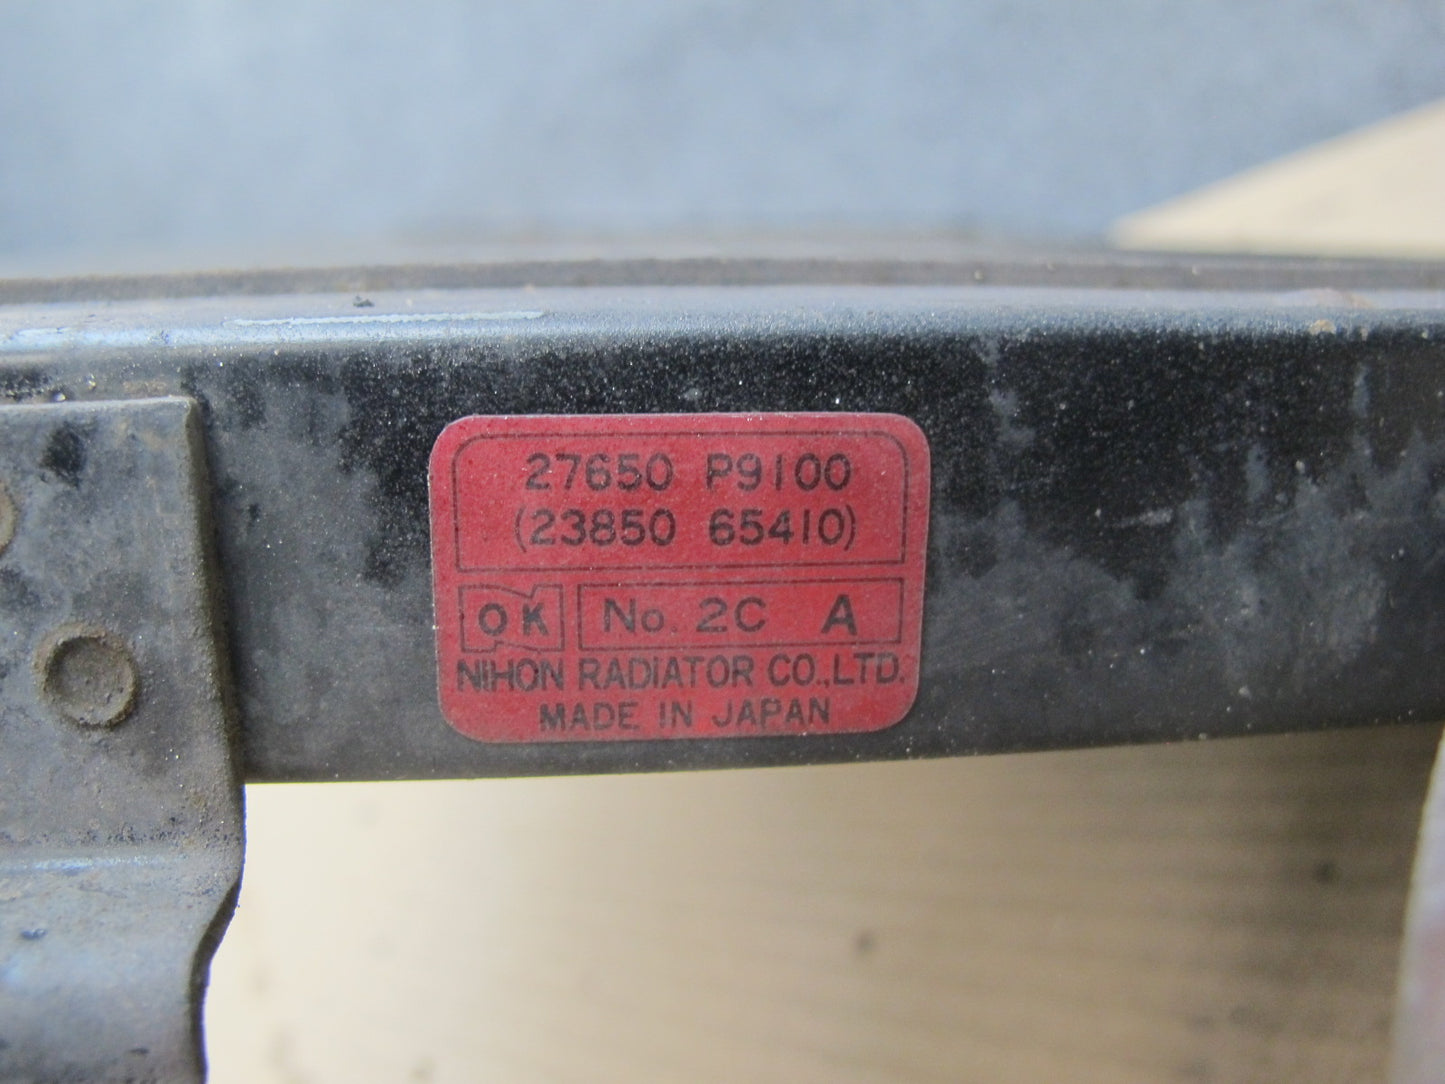 27650 P9100
(23850 65410)
OK No. 2C A
NIHON RADIATOR CO.,LTD.
MADE IN JAPAN